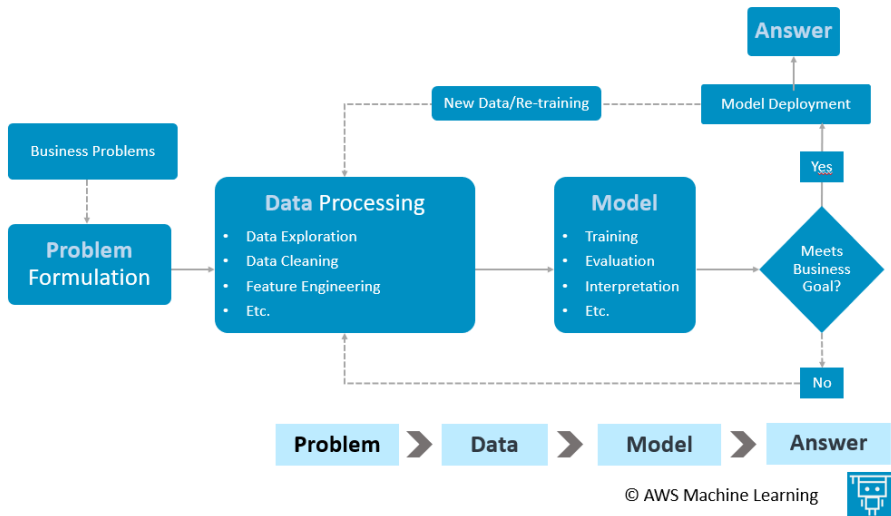 Answer
New Data/Re-training
Model Deployment
Business Problems
Yes
Problem
Formulation
Data Processing
• Data Exploration
• Data Cleaning
• Feature Engineering
• Etc.
Model
• Training
• Evaluation
• Interpretation
• Etc.
Meets
Business
Goal?
No
Problem
Data
Model
Answer
© AWS Machine Learning